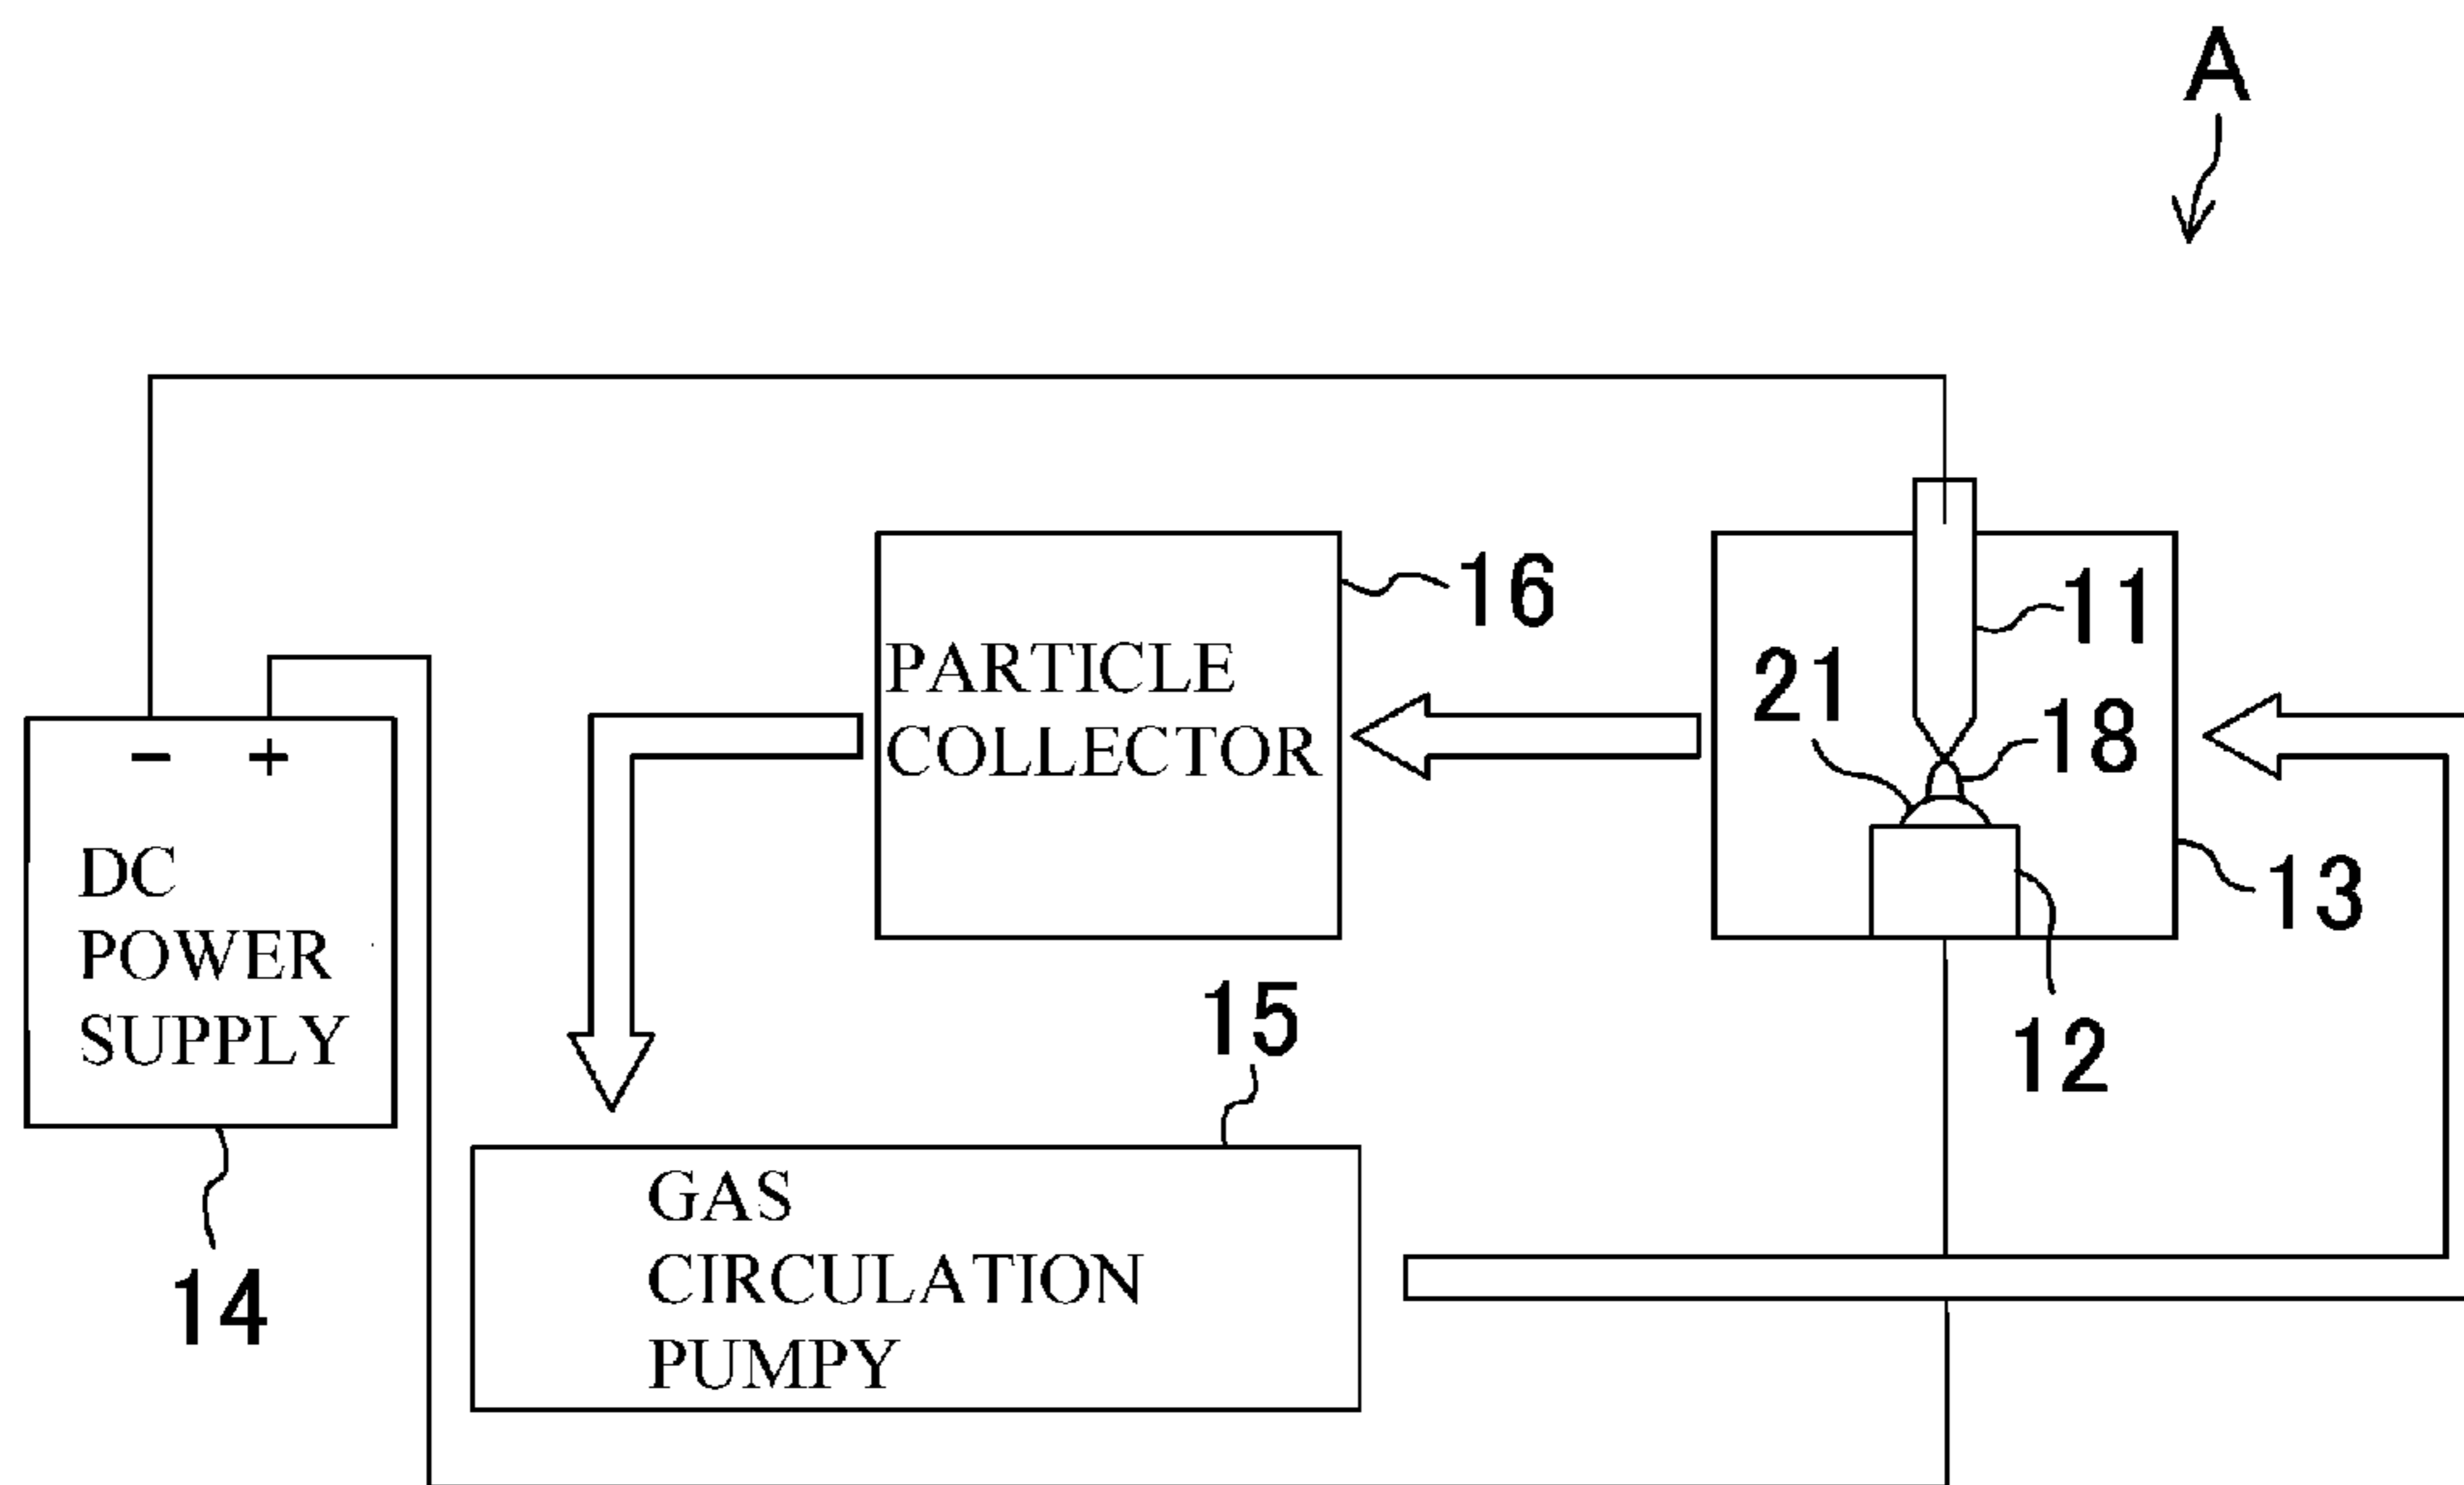 A
16
11
PARTICLE
COLLECTOR
21
18
− +
DC
POWER
SUPPLY
13
15
12
GAS
CIRCULATION
PUMPY
14